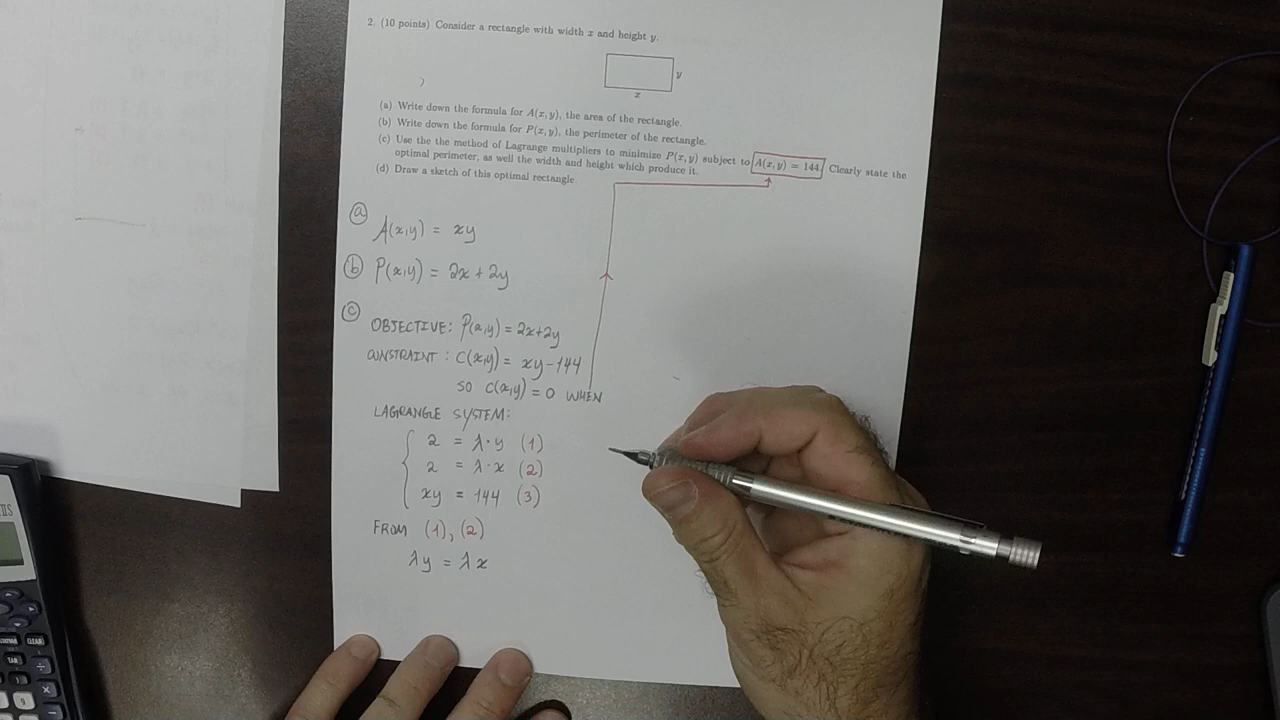 2. (10 points) Consider a rectangle with width x and height y.
y
x
(a) Write down the formula for A(x, y), the area of the rectangle.
(b) Write down the formula for P(x, y), the perimeter of the rectangle.
(c) Use the the method of Lagrange multipliers to minimize P(x, y) subject to A(x, y) = 144. Clearly state the
optimal perimeter, as well the width and height which produce it.
(d) Draw a sketch of this optimal rectangle.
(a) A(x,y) = xy
(b) P(x,y) = 2x + 2y
(c) OBJECTIVE: P(x,y) = 2x+2y
CONSTRAINT: C(x,y) = xy-144
SO C(x,y) = 0 WHEN
LAGRANGE SYSTEM:
2 = λ·y (1)
2 = λ·x (2)
xy = 144 (3)
FROM (1), (2)
λy = λx
CLEAR